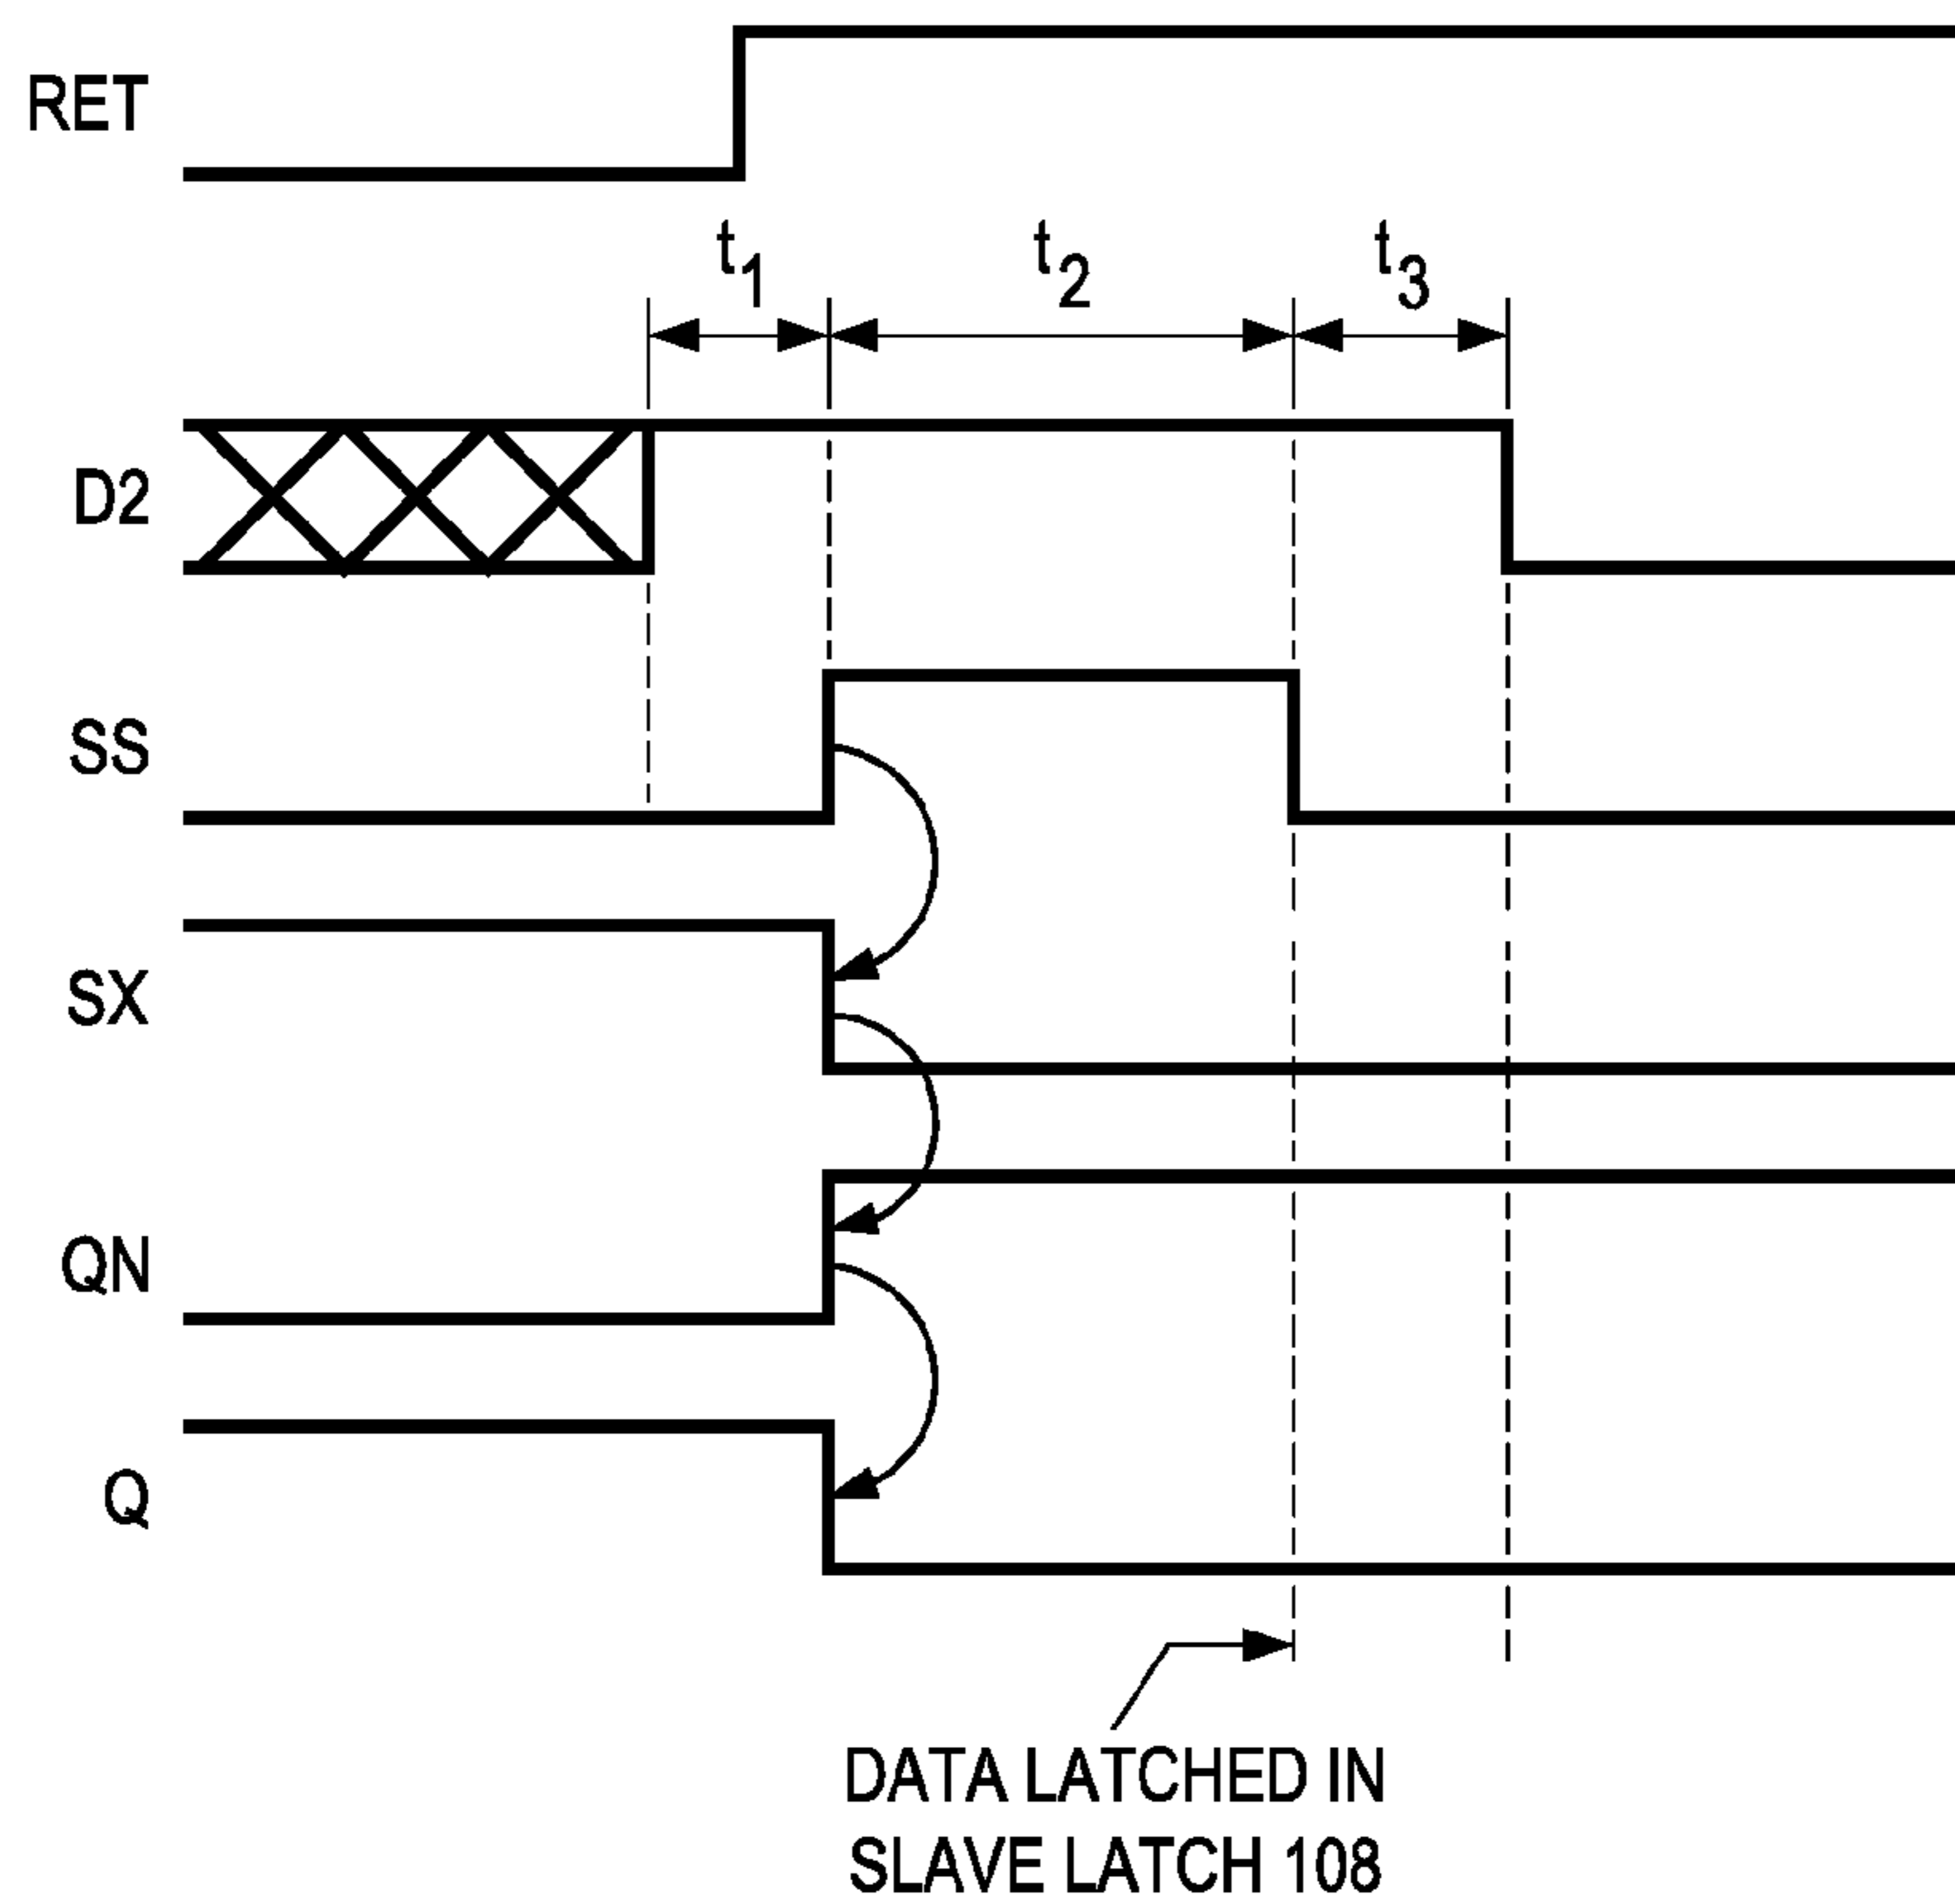 RET
t1 t2 t3
D2
SS
SX
QN
Q
DATA LATCHED IN
SLAVE LATCH 108